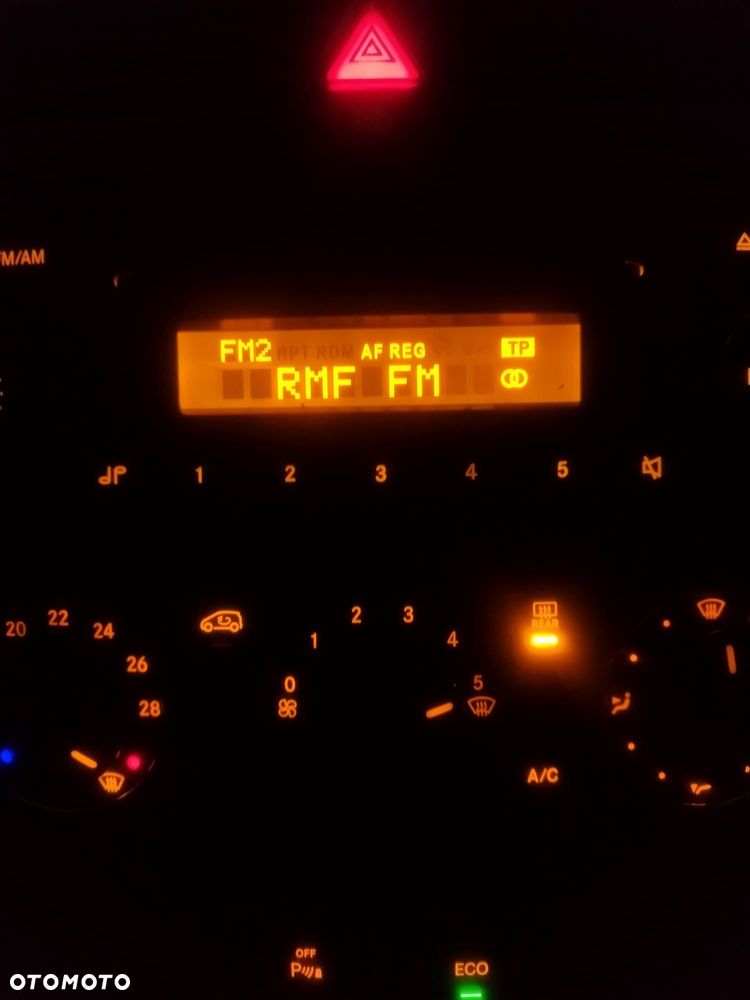 FM/AM
FM2 RPT RDM AF REG TP
RMF FM
1 2 3 4 5
20 22 24 26 28
0 1 2 3 4 5
REAR
A/C
OFF
P
ECO
OTOMOTO